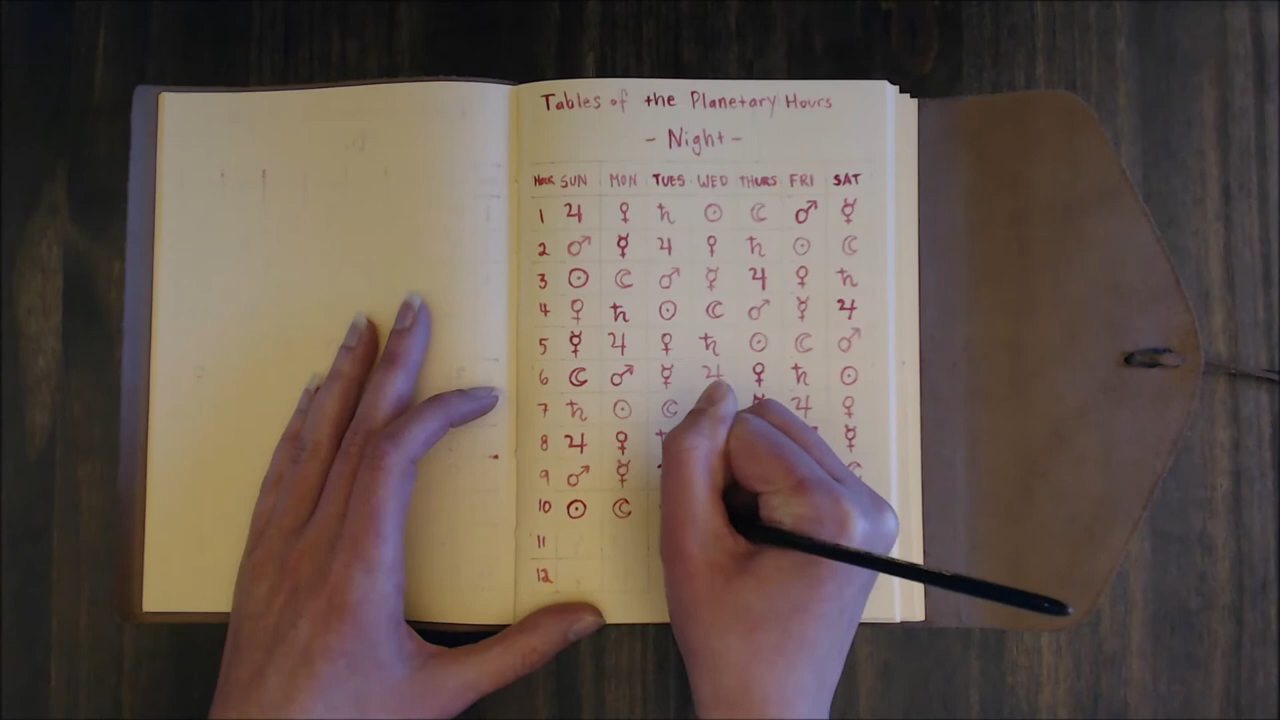 Tables of the Planetary Hours
- Night -
HOUR SUN MON TUES WED THURS FRI SAT
1 ♃ ♀ ♄ ☉ ☾ ♂ ☿
2 ♂ ☿ ♃ ♀ ♄ ☉ ☾
3 ☉ ☾ ♂ ☿ ♃ ♀ ♄
4 ♀ ♄ ☉ ☾ ♂ ☿ ♃
5 ☿ ♃ ♀ ♄ ☉ ☾ ♂
6 ☾ ♂ ☿ ♃ ♀ ♄ ☉
7 ♄ ☉ ☾ ♃ ♀
8 ♃ ♀ ☿
9 ♂ ☿
10 ☉ ☾
11
12